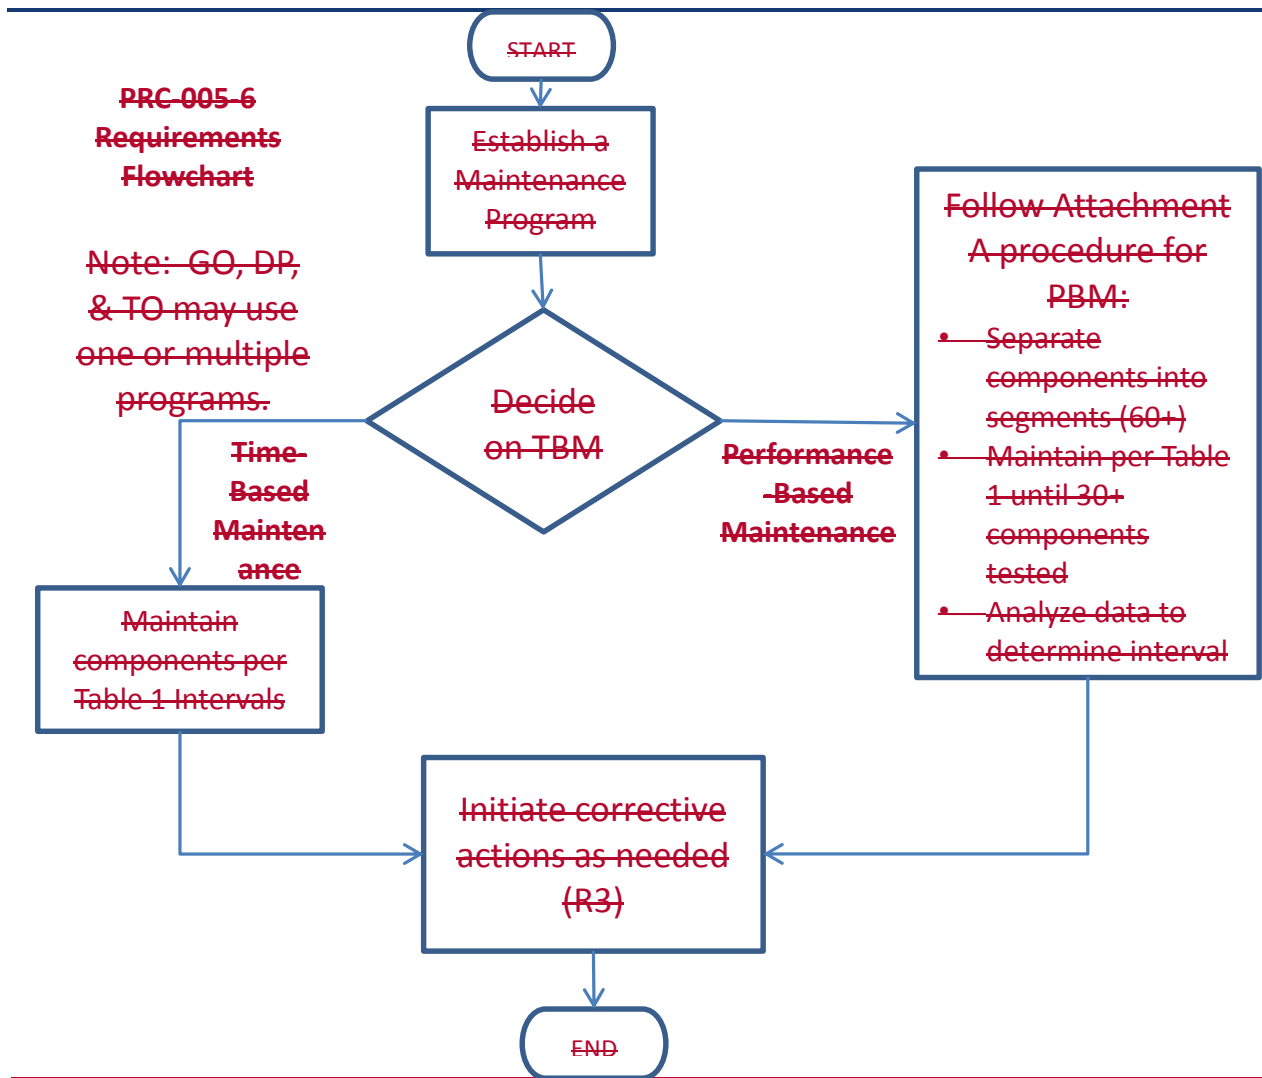 START
PRC-005-6
Requirements
Flowchart
Establish a
Maintenance
Program
Note: GO, DP,
& TO may use
one or multiple
programs.
Decide
on TBM
Time-
Based
Mainten
ance
Performance
-Based
Maintenance
Follow Attachment
A procedure for
PBM:
• Separate
components into
segments (60+)
• Maintain per Table
1 until 30+
components
tested
• Analyze data to
determine interval
Maintain
components per
Table 1 Intervals
Initiate corrective
actions as needed
(R3)
END